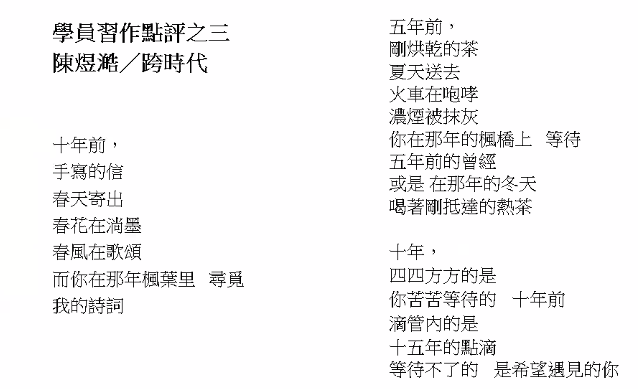 學員習作點評之三
陳煜澔／跨時代
十年前，
手寫的信
春天寄出
春花在淌墨
春風在歌頌
而你在那年楓葉里 尋覓
我的詩詞
五年前，
剛烘乾的茶
夏天送去
火車在咆哮
濃煙被抹灰
你在那年的楓橋上 等待
五年前的曾經
或是 在那年的冬天
喝著剛抵達的熱茶
十年，
四四方方的是
你苦苦等待的 十年前
滴管內的是
十五年的點滴
等待不了的 是希望遇見的你